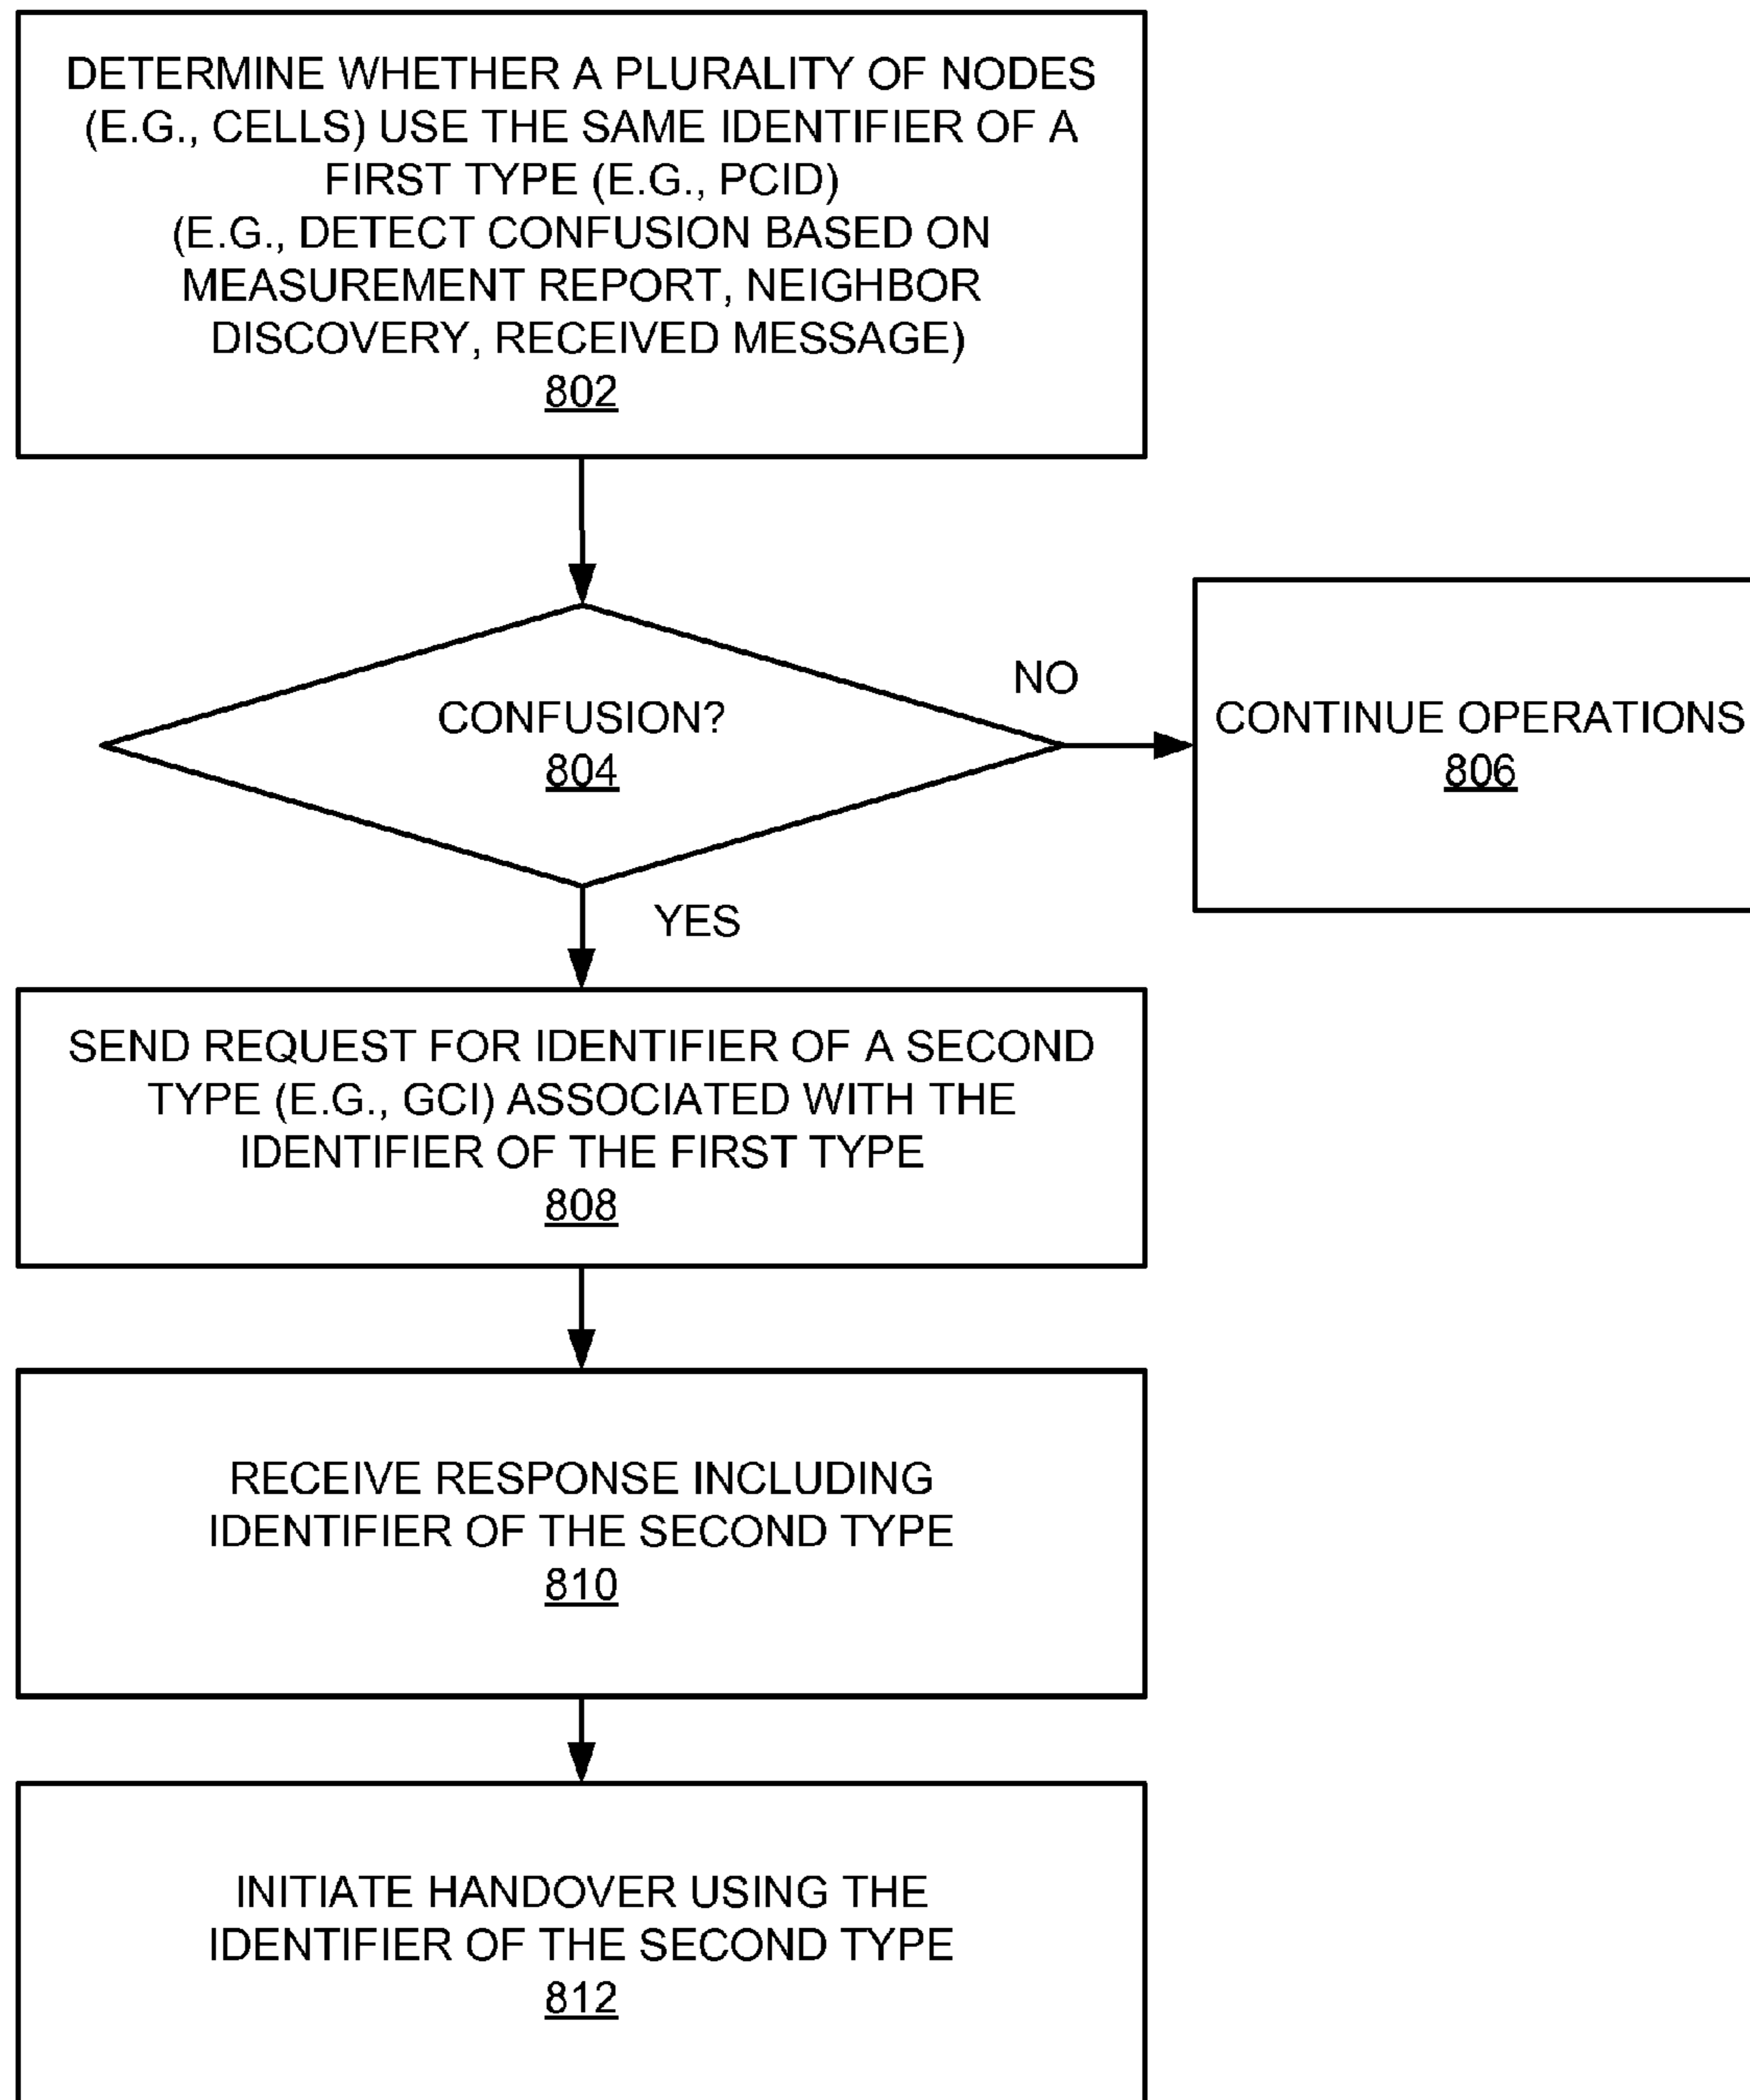 DETERMINE WHETHER A PLURALITY OF NODES
(E.G., CELLS) USE THE SAME IDENTIFIER OF A
FIRST TYPE (E.G., PCID)
(E.G., DETECT CONFUSION BASED ON
MEASUREMENT REPORT, NEIGHBOR
DISCOVERY, RECEIVED MESSAGE)
802
CONFUSION?
804
NO
CONTINUE OPERATIONS
806
YES
SEND REQUEST FOR IDENTIFIER OF A SECOND
TYPE (E.G., GCI) ASSOCIATED WITH THE
IDENTIFIER OF THE FIRST TYPE
808
RECEIVE RESPONSE INCLUDING
IDENTIFIER OF THE SECOND TYPE
810
INITIATE HANDOVER USING THE
IDENTIFIER OF THE SECOND TYPE
812